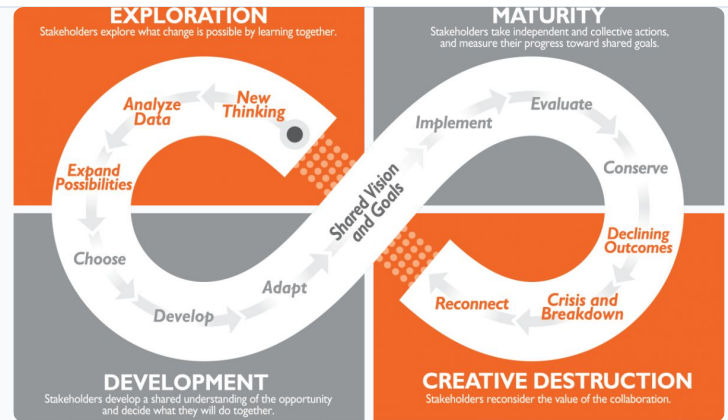 EXPLORATION
Stakeholders explore what change is possible by learning together.
MATURITY
Stakeholders take independent and collective actions,
and measure their progress toward shared goals.
New
Thinking
Analyze
Data
Expand
Possibilities
Choose
Develop
Adapt
Shared Vision
and Goals
Implement
Evaluate
Conserve
Declining
Outcomes
Crisis and
Breakdown
Reconnect
DEVELOPMENT
Stakeholders develop a shared understanding of the opportunity
and decide what they will do together.
CREATIVE DESTRUCTION
Stakeholders reconsider the value of the collaboration.